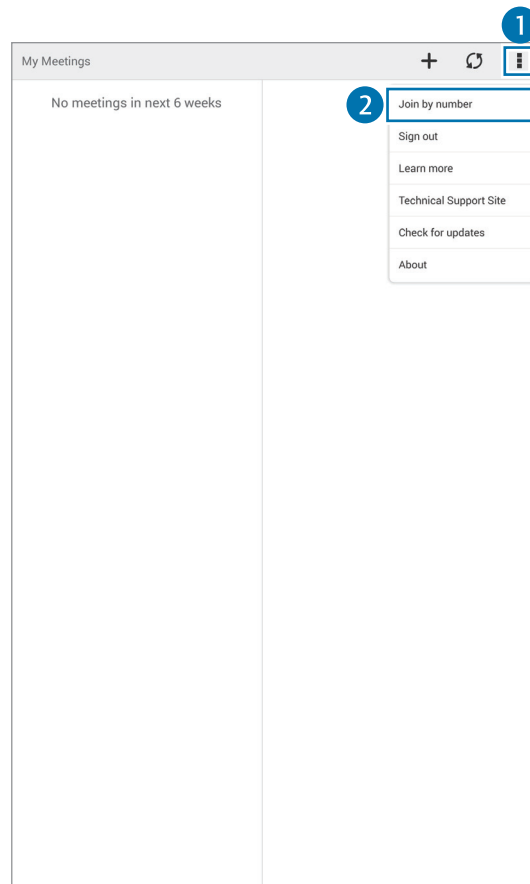 1
My Meetings
No meetings in next 6 weeks
2
Join by number
Sign out
Learn more
Technical Support Site
Check for updates
About